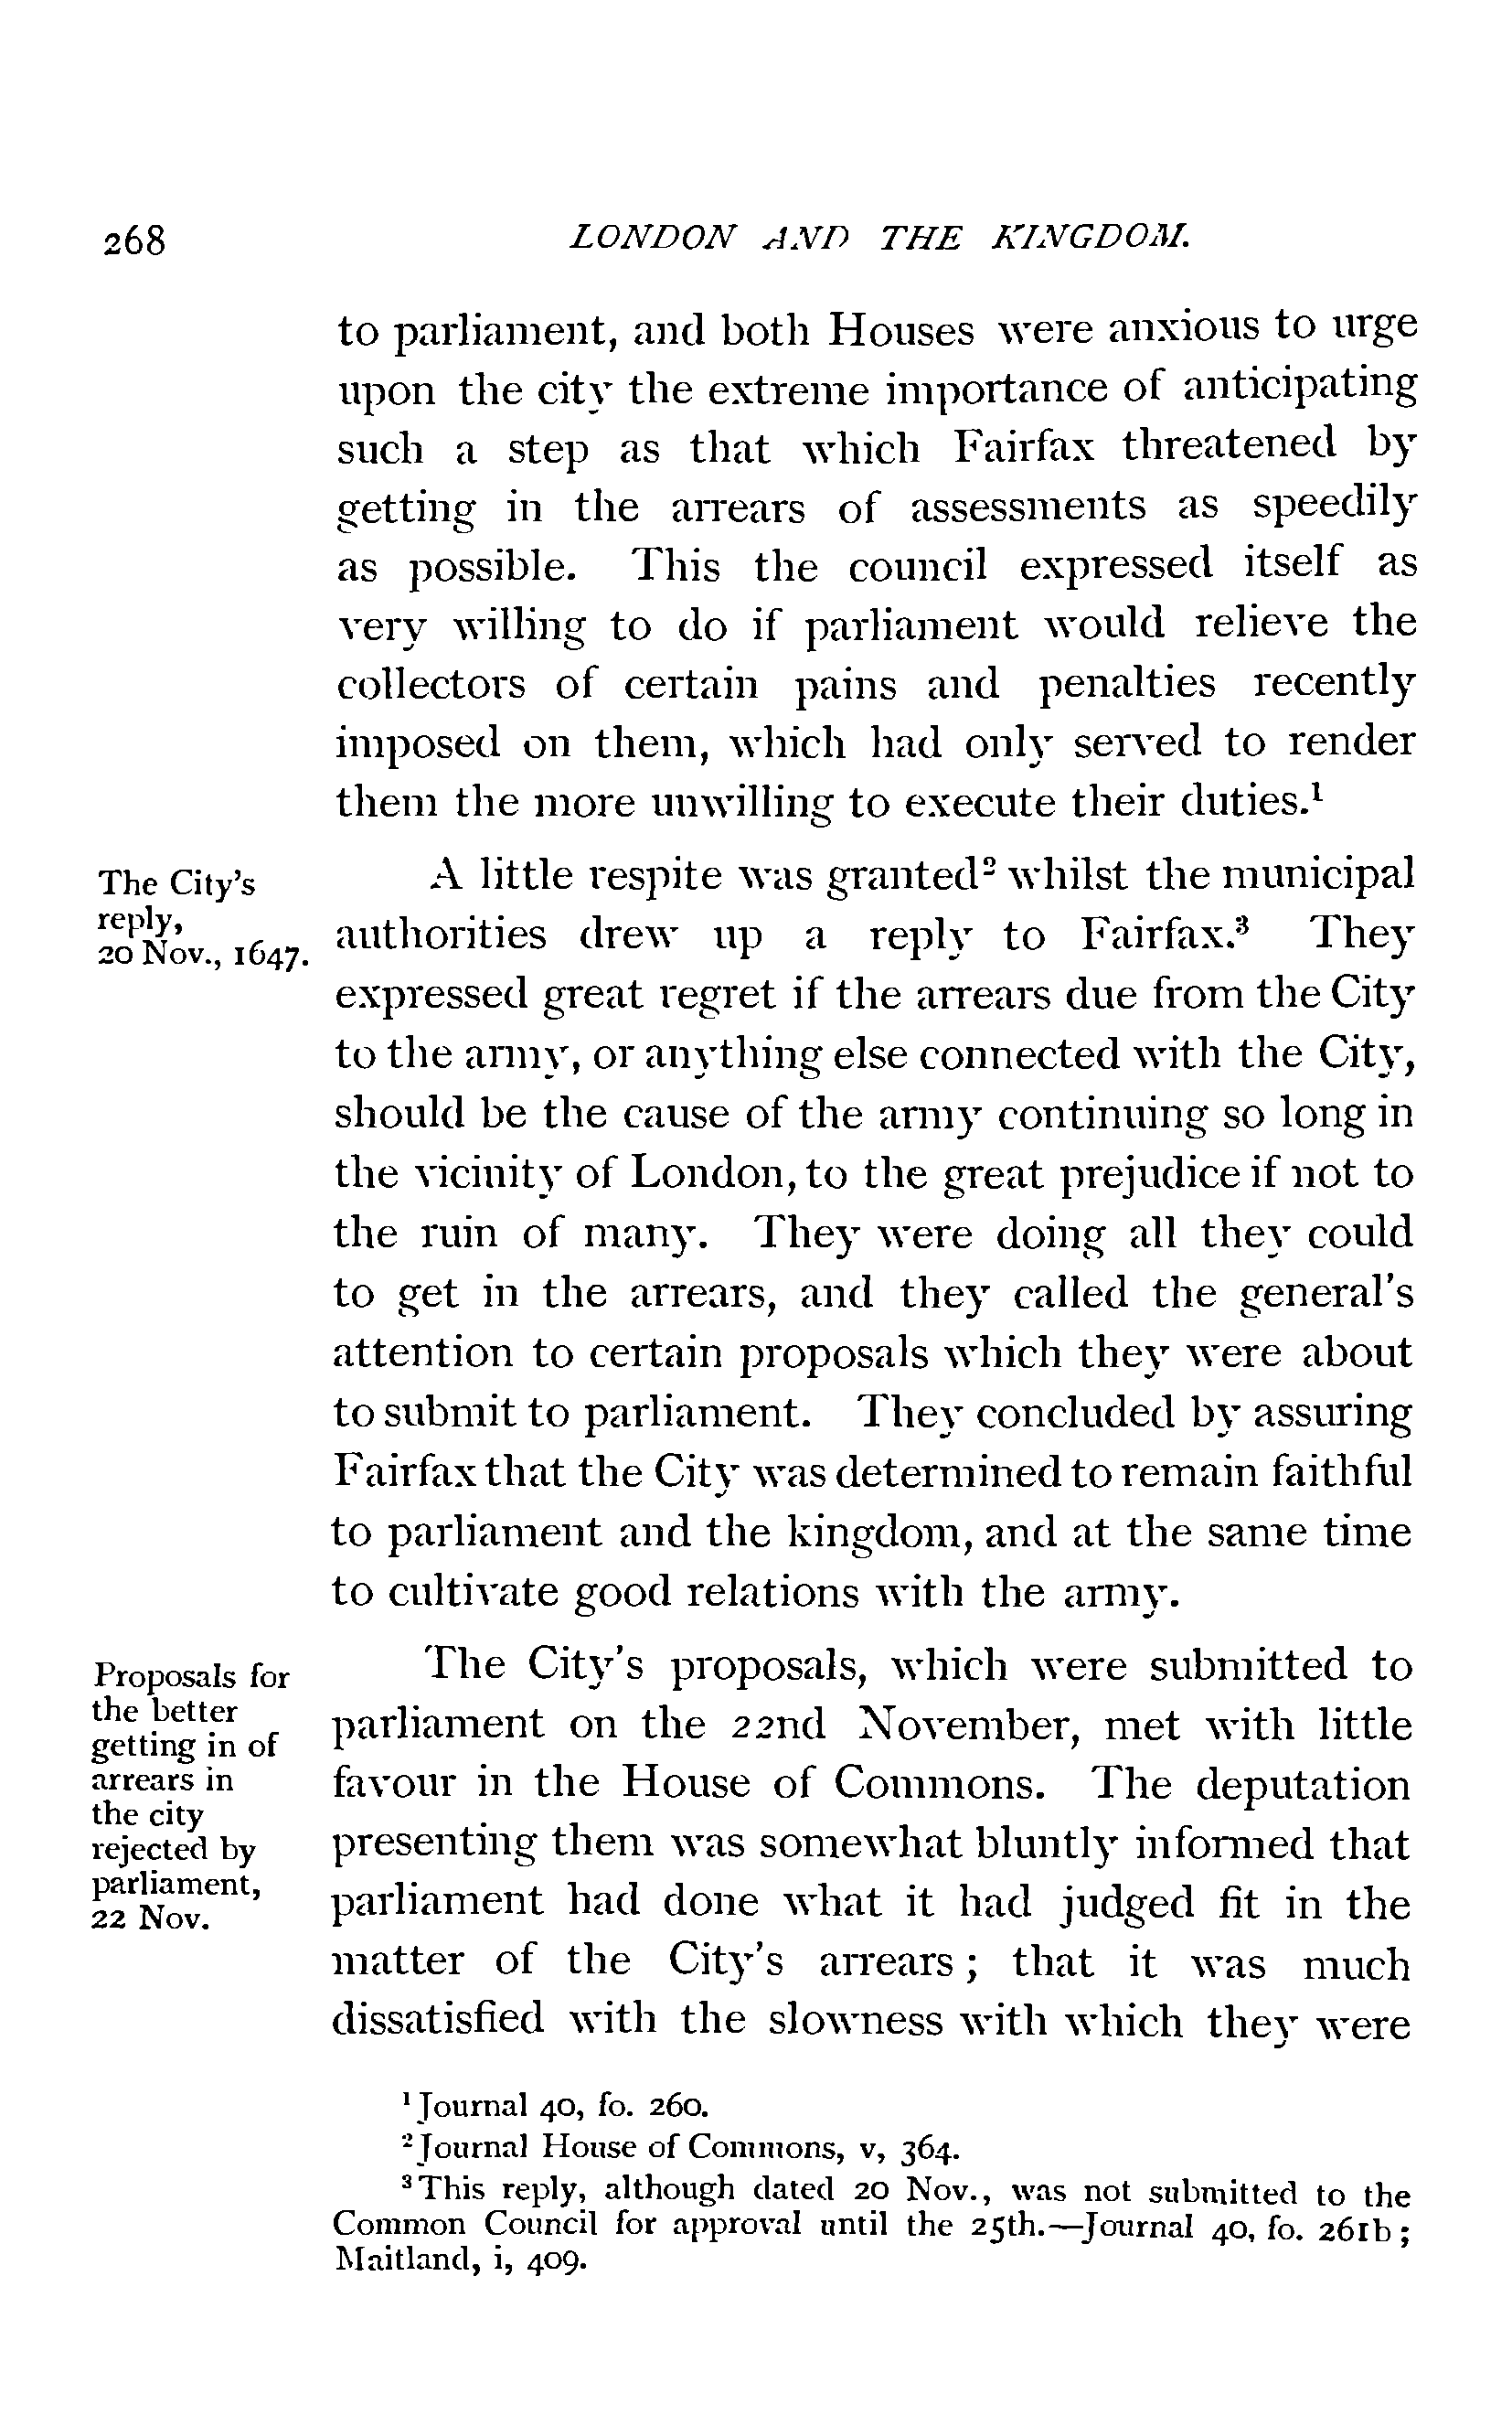 268 LONDON AND THE KINGDOM.
to parliament, and both Houses were anxious to urge
upon the city the extreme importance of anticipating
such a step as that which Fairfax threatened by
getting in the arrears of assessments as speedily
as possible. This the council expressed itself as
very willing to do if parliament would relieve the
collectors of certain pains and penalties recently
imposed on them, which had only served to render
them the more unwilling to execute their duties.¹
The City's
reply,
20 Nov., 1647.
A little respite was granted² whilst the municipal
authorities drew up a reply to Fairfax.³ They
expressed great regret if the arrears due from the City
to the army, or anything else connected with the City,
should be the cause of the army continuing so long in
the vicinity of London, to the great prejudice if not to
the ruin of many. They were doing all they could
to get in the arrears, and they called the general's
attention to certain proposals which they were about
to submit to parliament. They concluded by assuring
Fairfax that the City was determined to remain faithful
to parliament and the kingdom, and at the same time
to cultivate good relations with the army.
Proposals for
the better
getting in of
arrears in
the city
rejected by
parliament,
22 Nov.
The City's proposals, which were submitted to
parliament on the 22nd November, met with little
favour in the House of Commons. The deputation
presenting them was somewhat bluntly informed that
parliament had done what it had judged fit in the
matter of the City's arrears; that it was much
dissatisfied with the slowness with which they were
¹ Journal 40, fo. 260.
² Journal House of Commons, v, 364.
³ This reply, although dated 20 Nov., was not submitted to the
Common Council for approval until the 25th.—Journal 40, fo. 261b;
Maitland, i, 409.